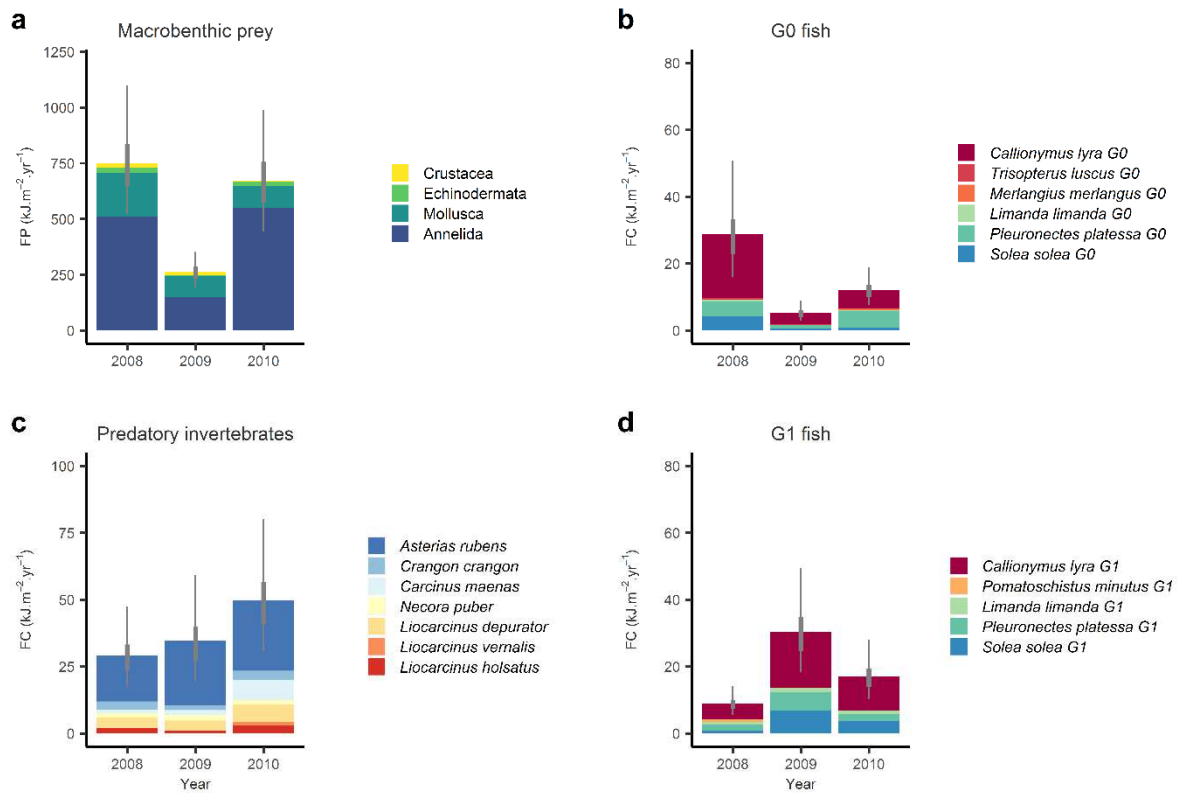 a
Macrobenthic prey
1250
1000
750
500
250
0
FP (kJ.m⁻².yr⁻¹)
2008 2009 2010
Crustacea
Echinodermata
Mollusca
Annelida
b
G0 fish
80
60
40
20
0
FC (kJ.m⁻².yr⁻¹)
2008 2009 2010
Callionymus lyra G0
Trisopterus luscus G0
Merlangius merlangus G0
Limanda limanda G0
Pleuronectes platessa G0
Solea solea G0
c
Predatory invertebrates
100
75
50
25
0
FC (kJ.m⁻².yr⁻¹)
2008 2009 2010
Year
Asterias rubens
Crangon crangon
Carcinus maenas
Necora puber
Liocarcinus depurator
Liocarcinus vernalis
Liocarcinus holsatus
d
G1 fish
80
60
40
20
0
FC (kJ.m⁻².yr⁻¹)
2008 2009 2010
Year
Callionymus lyra G1
Pomatoschistus minutus G1
Limanda limanda G1
Pleuronectes platessa G1
Solea solea G1